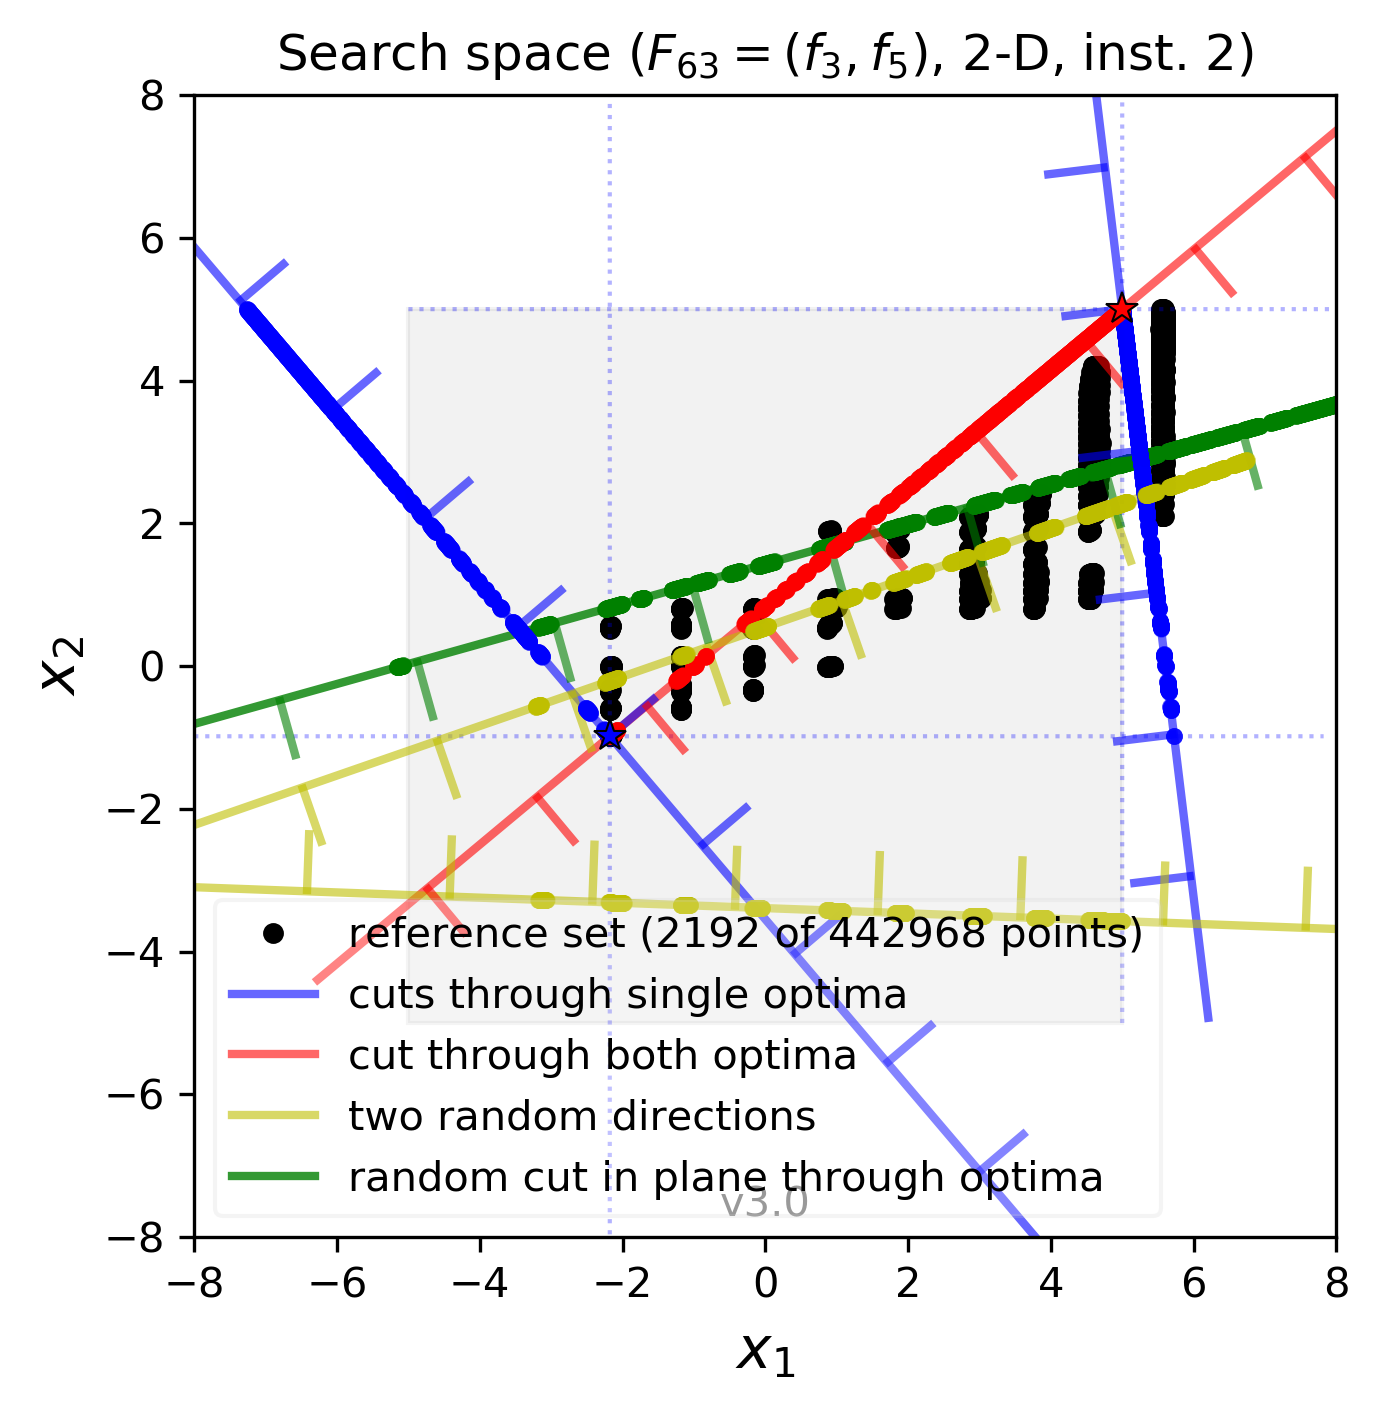 Search space (F₆₃ = (f₃, f₅), 2-D, inst. 2)
8
6
4
2
0
−2
−4
−6
−8
x₂
reference set (2192 of 442968 points)
cuts through single optima
cut through both optima
two random directions
random cut in plane through optima
v3.0
−8 −6 −4 −2 0 2 4 6 8
x₁